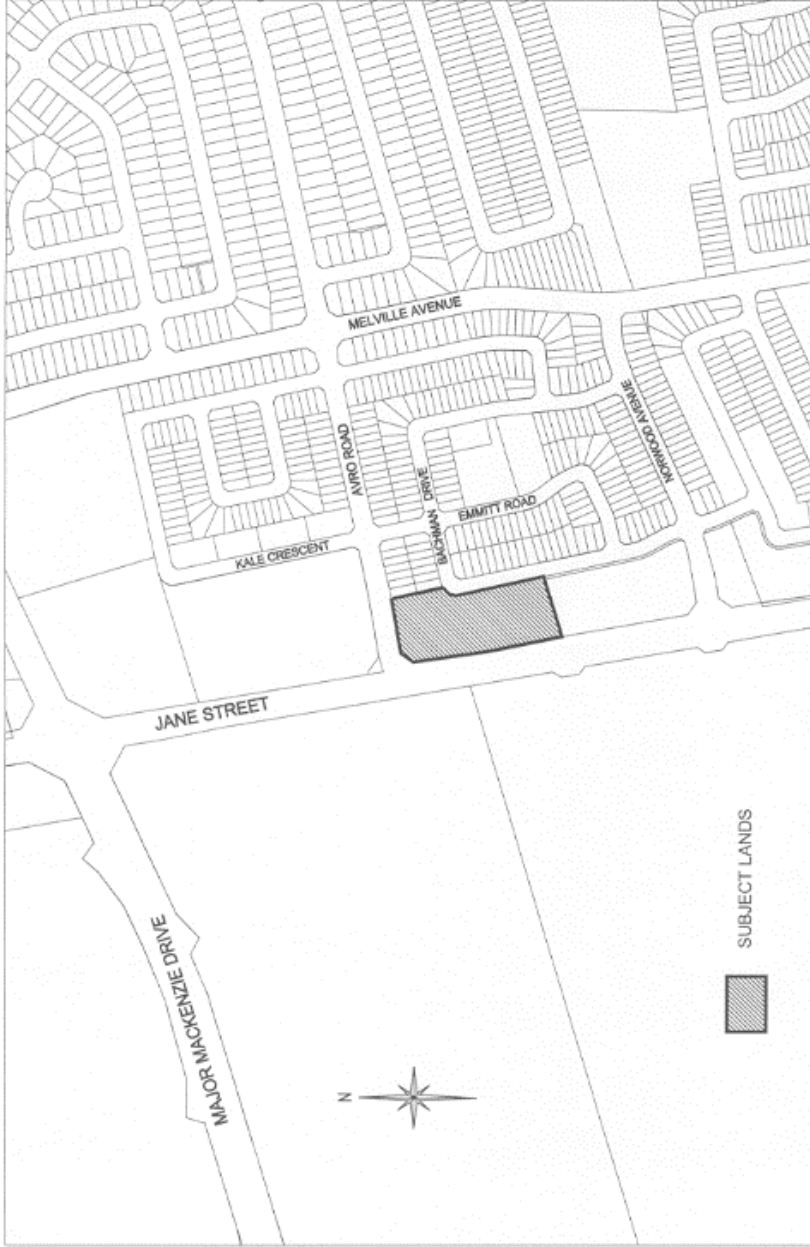 MELVILLE AVENUE
AVRO ROAD
BACHMAN DRIVE
NORWOOD AVENUE
EMMITT ROAD
KALE CRESCENT
JANE STREET
MAJOR MACKENZIE DRIVE
SUBJECT LANDS
N